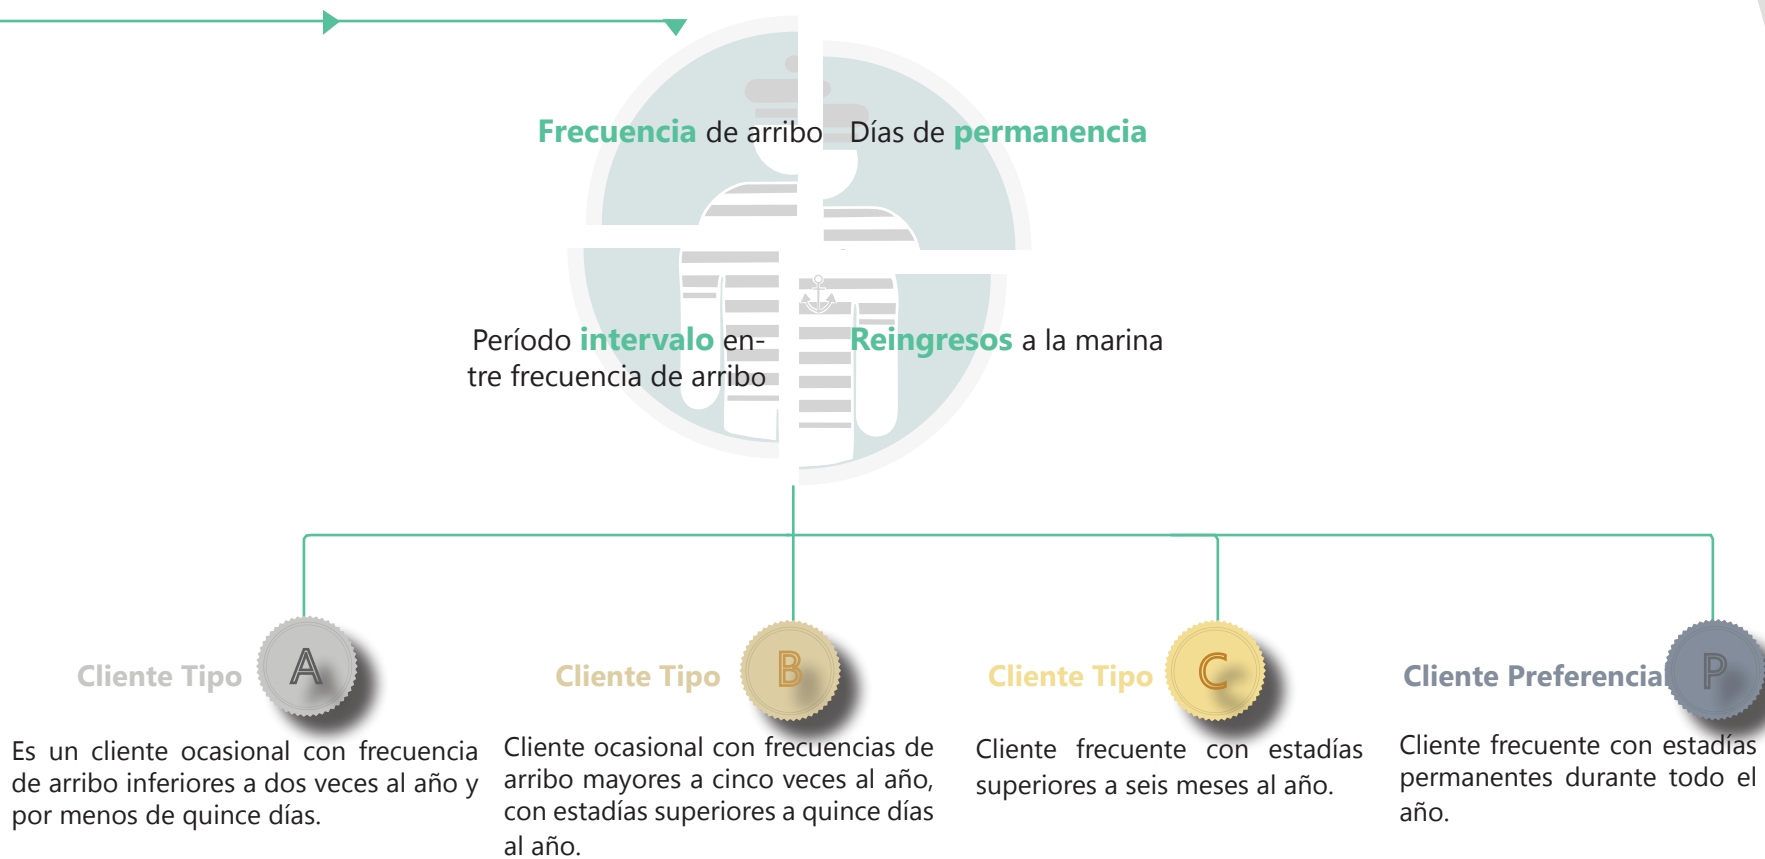 Frecuencia de arribo
Días de permanencia
Período intervalo en-
tre frecuencia de arribo
Reingresos a la marina
Cliente Tipo A
Es un cliente ocasional con frecuencia
de arribo inferiores a dos veces al año y
por menos de quince días.
Cliente Tipo B
Cliente ocasional con frecuencias de
arribo mayores a cinco veces al año,
con estadías superiores a quince días
al año.
Cliente Tipo C
Cliente frecuente con estadías
superiores a seis meses al año.
Cliente Preferencial P
Cliente frecuente con estadías
permanentes durante todo el
año.